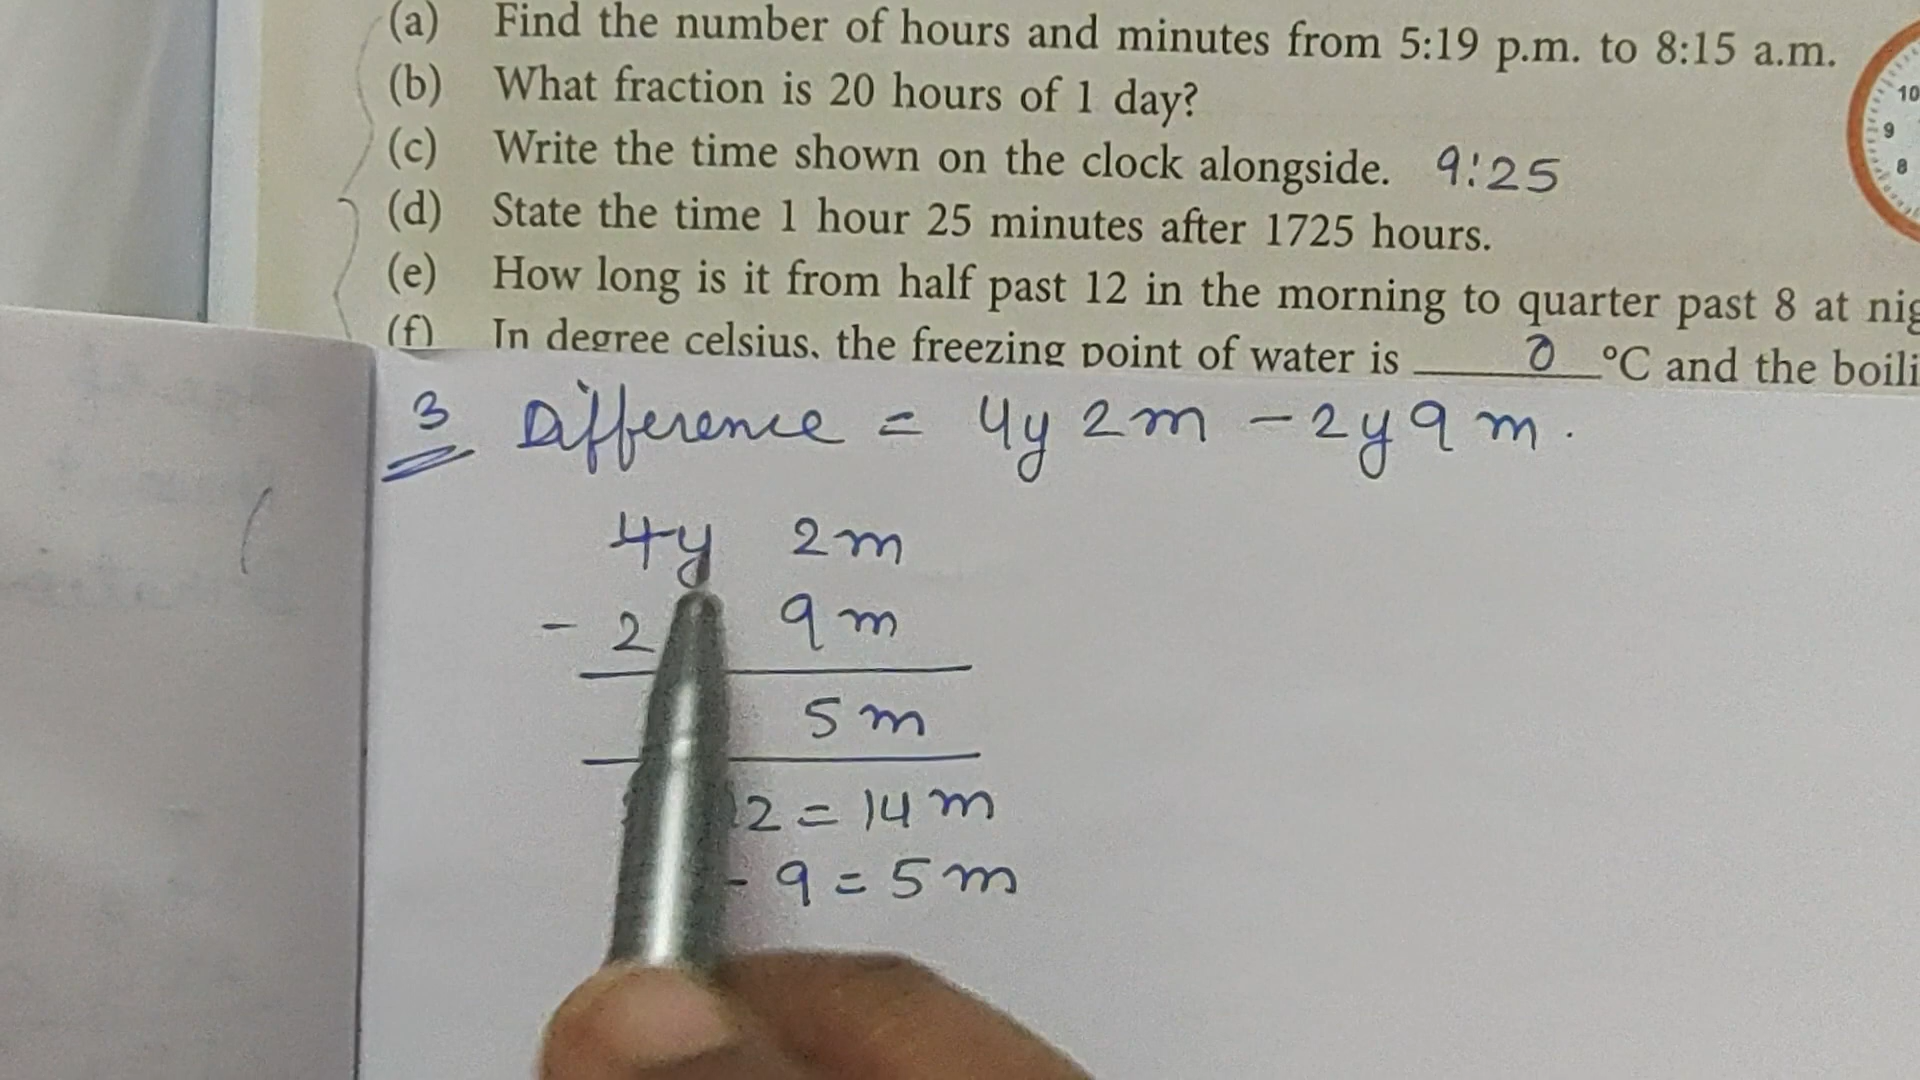 (a) Find the number of hours and minutes from 5:19 p.m. to 8:15 a.m.
(b) What fraction is 20 hours of 1 day?
(c) Write the time shown on the clock alongside. 9:25
(d) State the time 1 hour 25 minutes after 1725 hours.
(e) How long is it from half past 12 in the morning to quarter past 8 at
(f) In degree celsius, the freezing point of water is 0 °C and the
10
9
8
3 Difference = 4y 2m - 2y 9m.
4y 2m
- 2 9m
5m
2 = 14m
- 9 = 5m